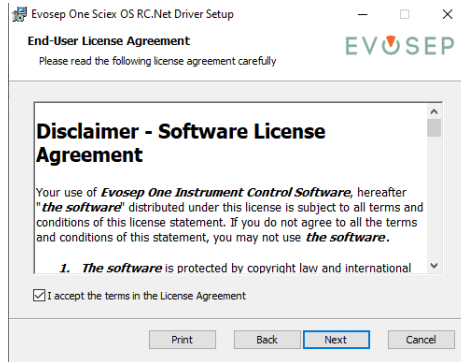 Evosep One Sciex OS RC.Net Driver Setup
End-User License Agreement
Please read the following license agreement carefully
EVOSEP
Disclaimer - Software License
Agreement
Your use of Evosep One Instrument Control Software, hereafter
"the software" distributed under this license is subject to all terms and
conditions of this license statement. If you do not agree to all the terms
and conditions of this statement, you may not use the software.
1. The software is protected by copyright law and international
I accept the terms in the License Agreement
Print Back Next Cancel